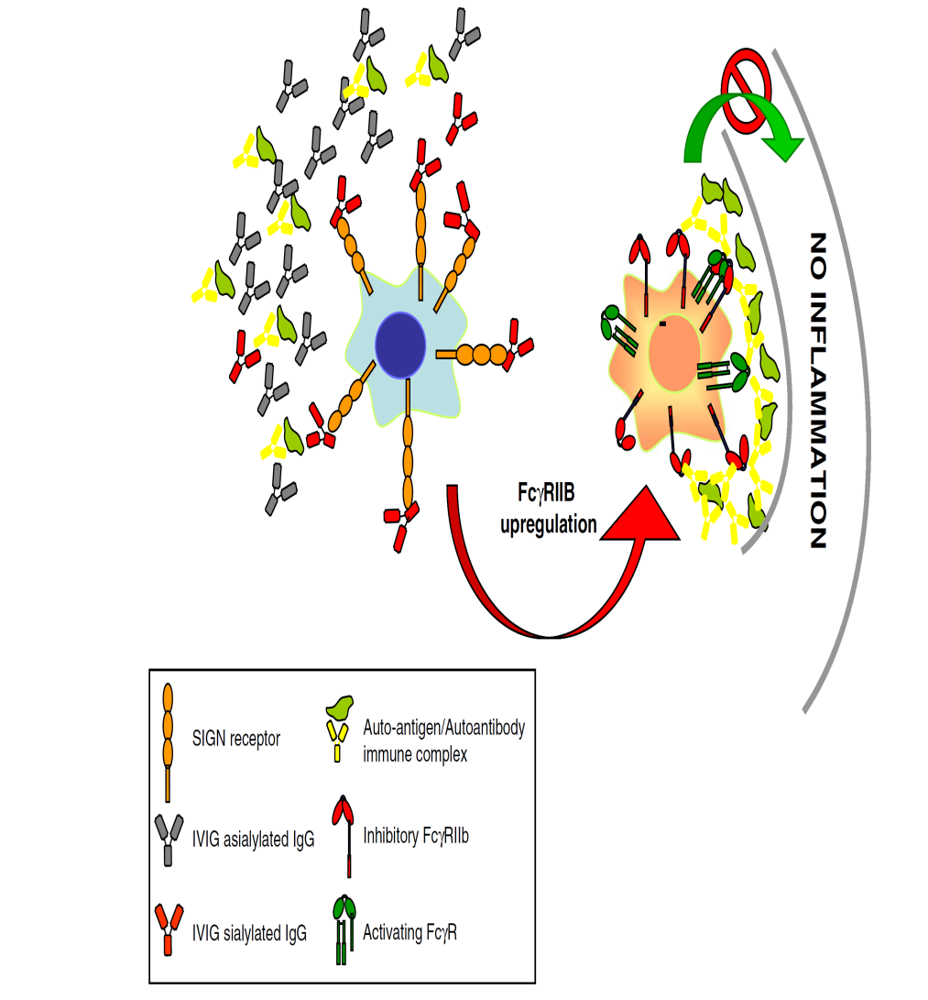 NO INFLAMMATION
FcγRIIB
upregulation
SIGN receptor
Auto-antigen/Autoantibody
immune complex
IVIG asialylated IgG
Inhibitory FcγRIIb
IVIG sialylated IgG
Activating FcγR